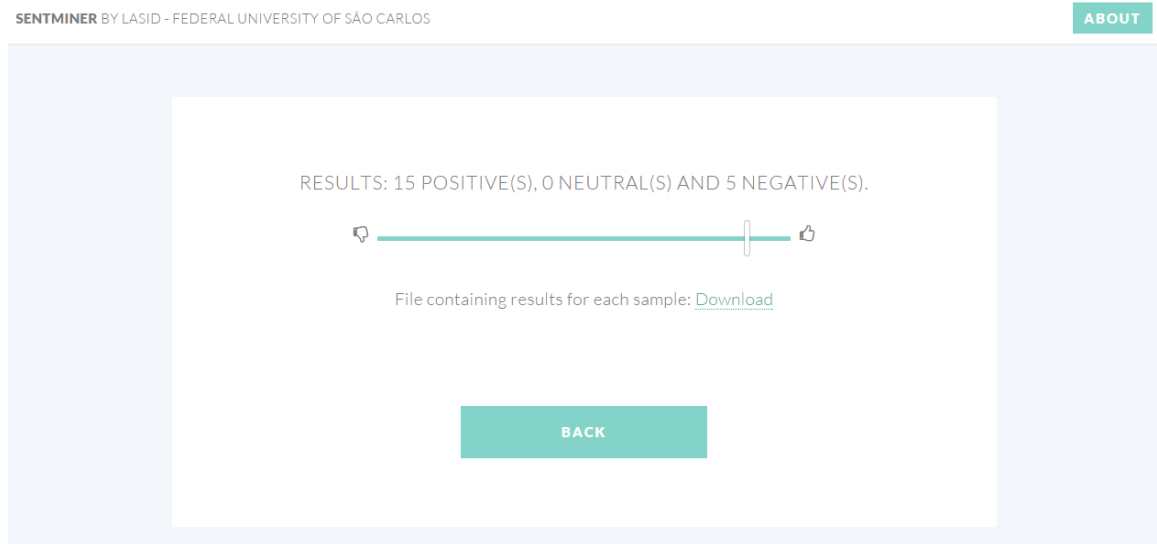 SENTMINER BY LASID - FEDERAL UNIVERSITY OF SÃO CARLOS
ABOUT
RESULTS: 15 POSITIVE(S), 0 NEUTRAL(S) AND 5 NEGATIVE(S).
File containing results for each sample: Download
BACK